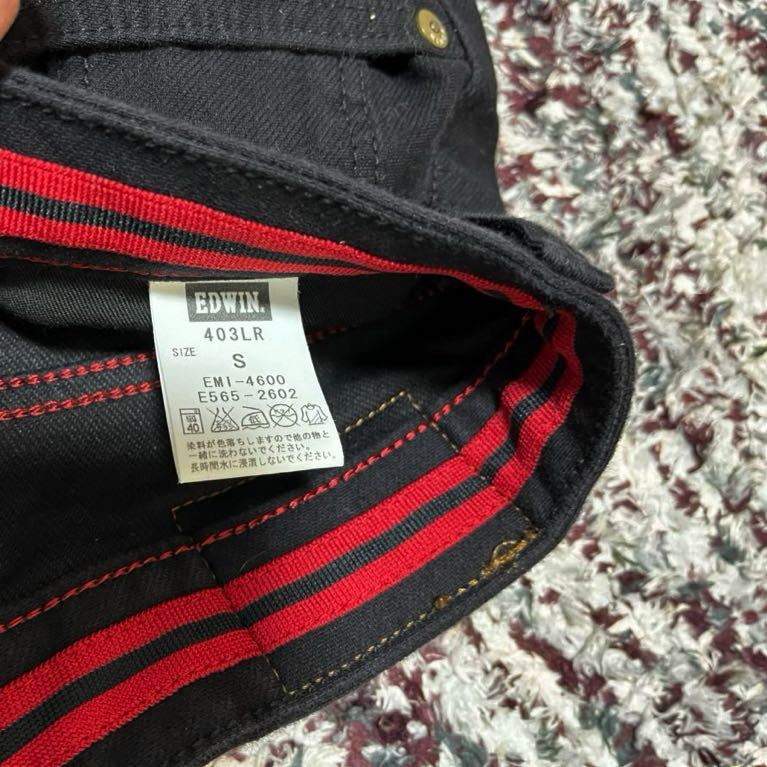 EDWIN.
403LR
SIZE
S
EMI-4600
E565-2602
40
染料が色落ちしますので他の物と
一緒に洗わないでください。
長時間水に浸漬しないでください。